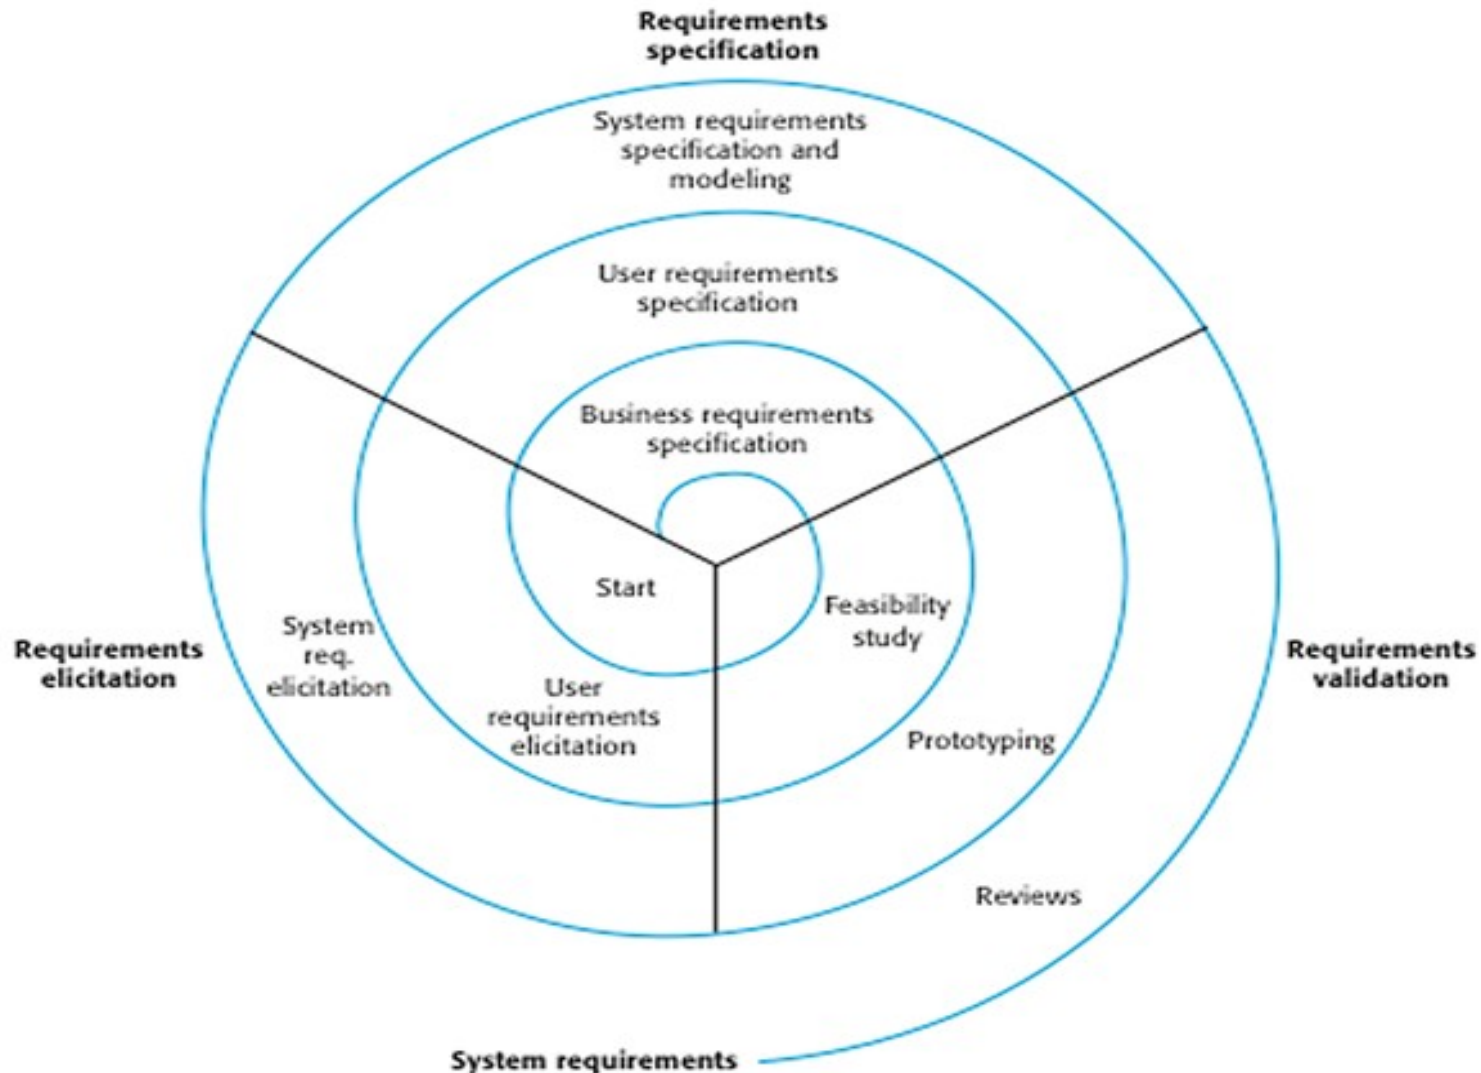 Requirements
specification
System requirements
specification and
modeling
User requirements
specification
Business requirements
specification
Start
Feasibility
study
System
req.
elicitation
Requirements
elicitation
User
requirements
elicitation
Requirements
validation
Prototyping
Reviews
System requirements